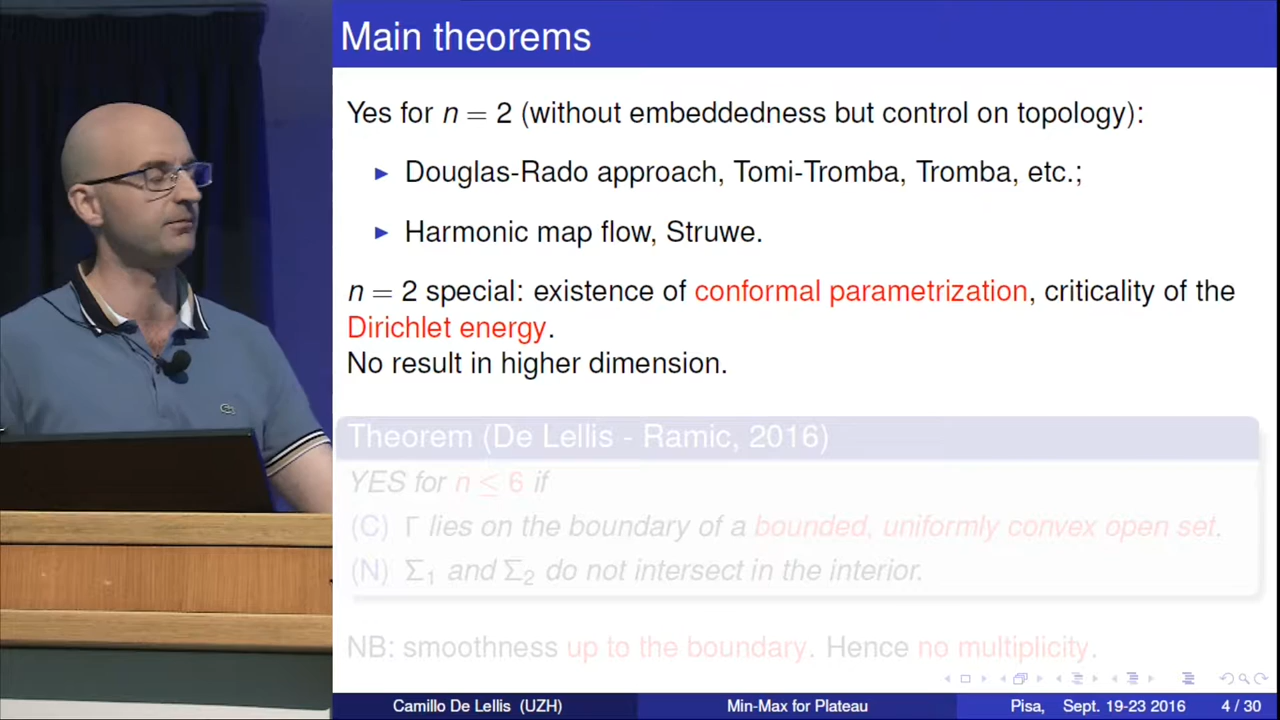 Main theorems
Yes for n = 2 (without embeddedness but control on topology):
► Douglas-Rado approach, Tomi-Tromba, Tromba, etc.;
► Harmonic map flow, Struwe.
n = 2 special: existence of conformal parametrization, criticality of the
Dirichlet energy.
No result in higher dimension.
Theorem (De Lellis - Ramic, 2016)
YES for n ≤ 6 if
(C) Γ lies on the boundary of a bounded, uniformly convex open set.
(N) Σ₁ and Σ₂ do not intersect in the interior.
NB: smoothness up to the boundary. Hence no multiplicity.
Camillo De Lellis (UZH) Min-Max for Plateau Pisa, Sept. 19-23 2016 4 / 30